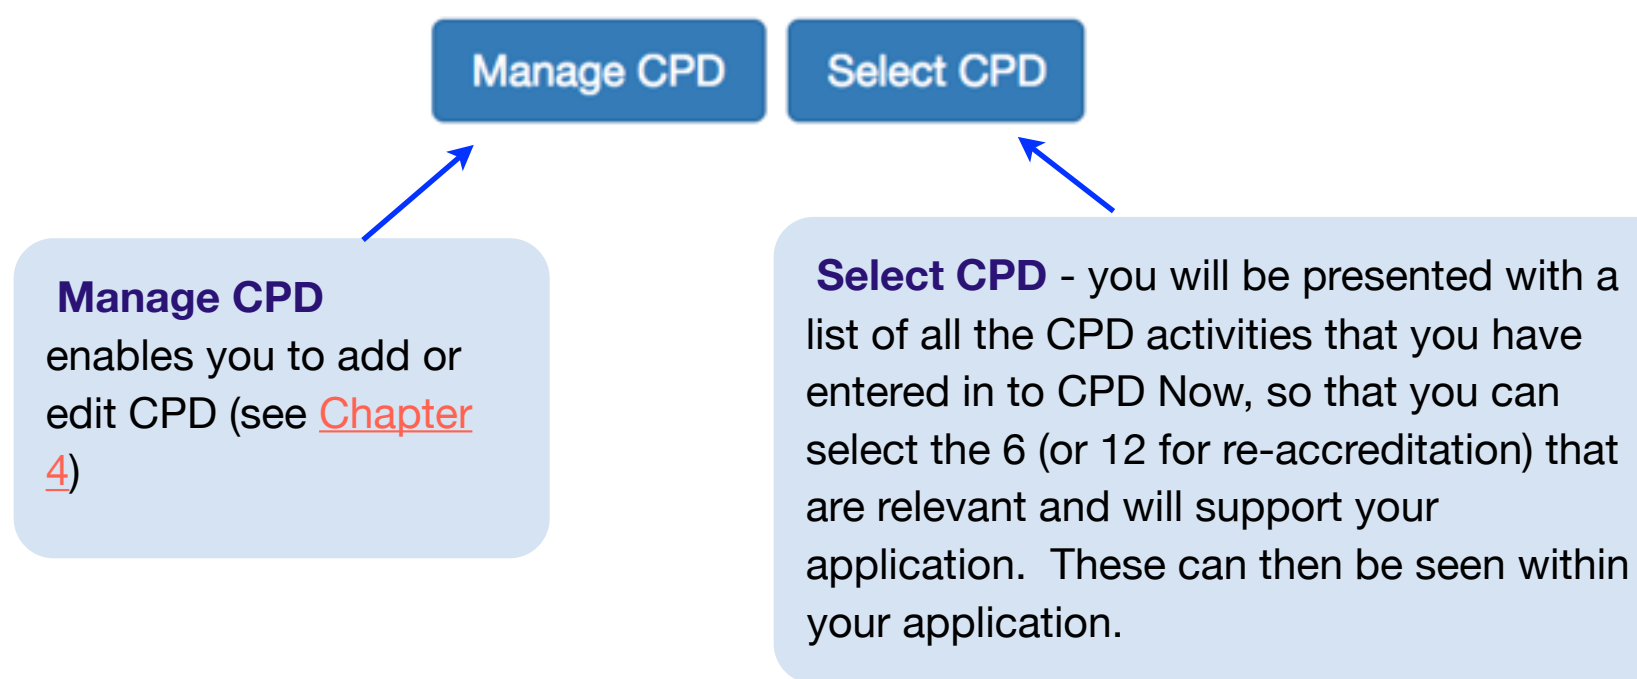 Manage CPD
Select CPD
Manage CPD
enables you to add or
edit CPD (see Chapter
4)
Select CPD - you will be presented with a
list of all the CPD activities that you have
entered in to CPD Now, so that you can
select the 6 (or 12 for re-accreditation) that
are relevant and will support your
application.  These can then be seen within
your application.